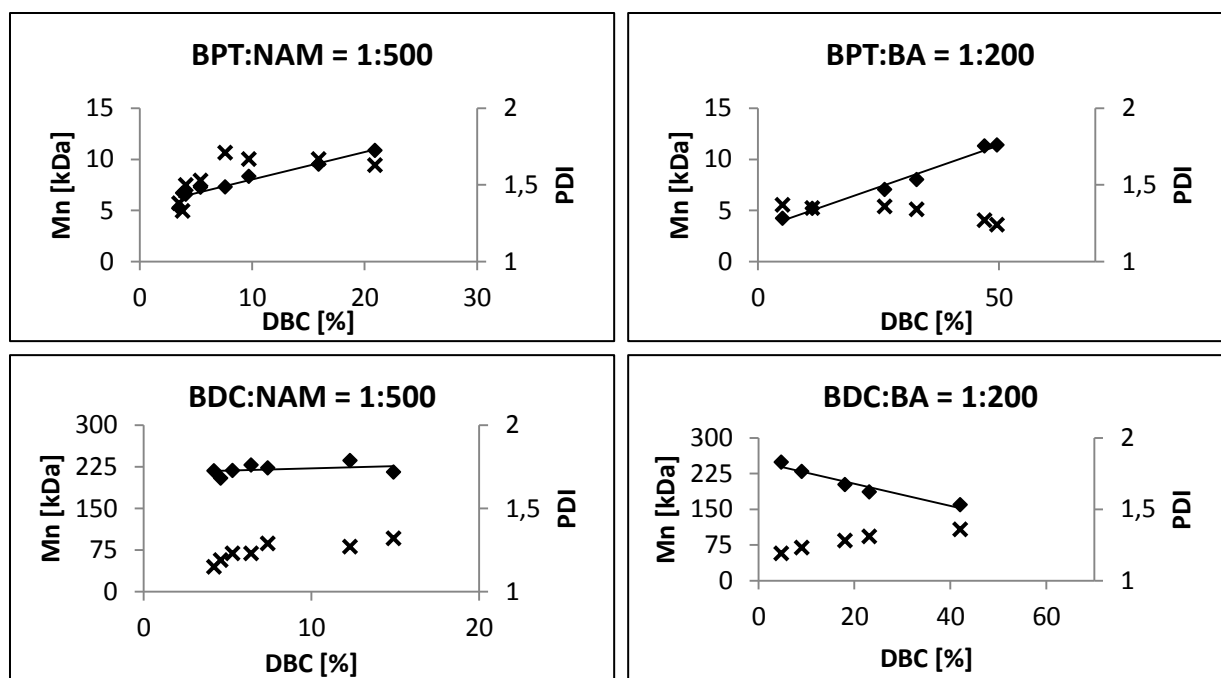 BPT:NAM = 1:500
15
10
5
0
Mn [kDa]
2
1,5
1
PDI
0
10
20
30
DBC [%]
BPT:BA = 1:200
15
10
5
0
Mn [kDa]
2
1,5
1
PDI
0
50
DBC [%]
BDC:NAM = 1:500
300
225
150
75
0
Mn [kDa]
2
1,5
1
PDI
0
10
20
DBC [%]
BDC:BA = 1:200
300
225
150
75
0
Mn [kDa]
2
1,5
1
PDI
0
20
40
60
DBC [%]